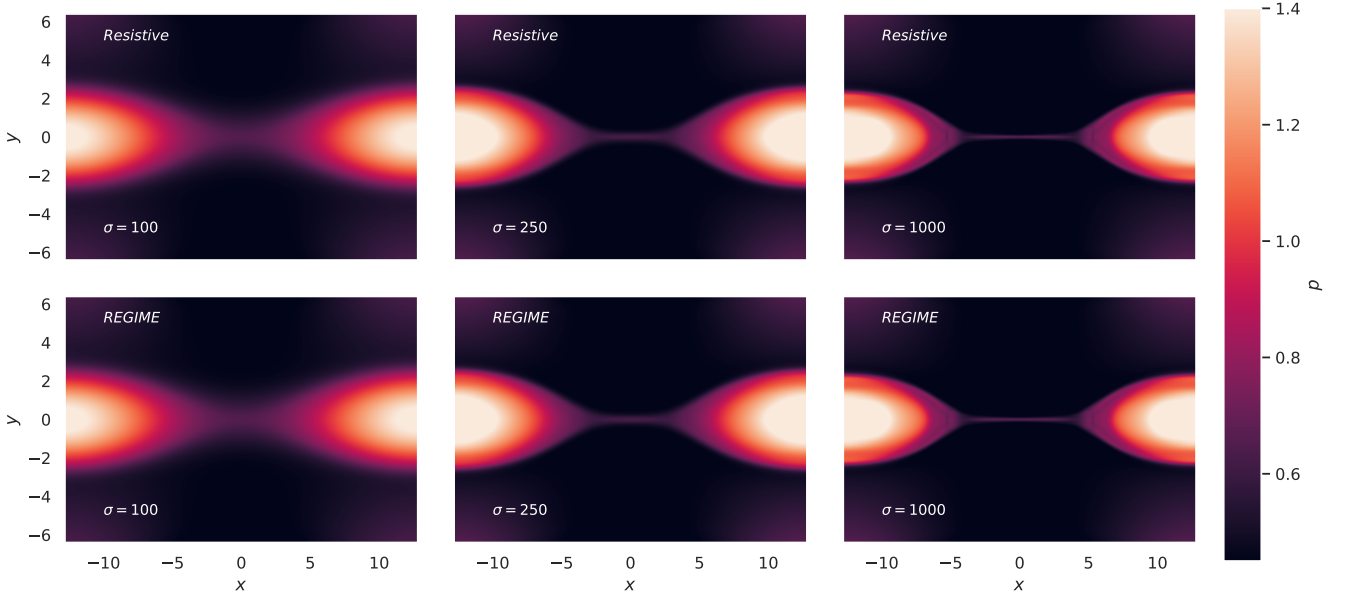 6
4
2
0
−2
−4
−6
y
Resistive
σ = 100
Resistive
σ = 250
Resistive
σ = 1000
6
4
2
0
−2
−4
−6
y
REGIME
σ = 100
REGIME
σ = 250
REGIME
σ = 1000
−10 −5 0 5 10
x
−10 −5 0 5 10
x
−10 −5 0 5 10
x
1.4
1.2
1.0
0.8
0.6
p